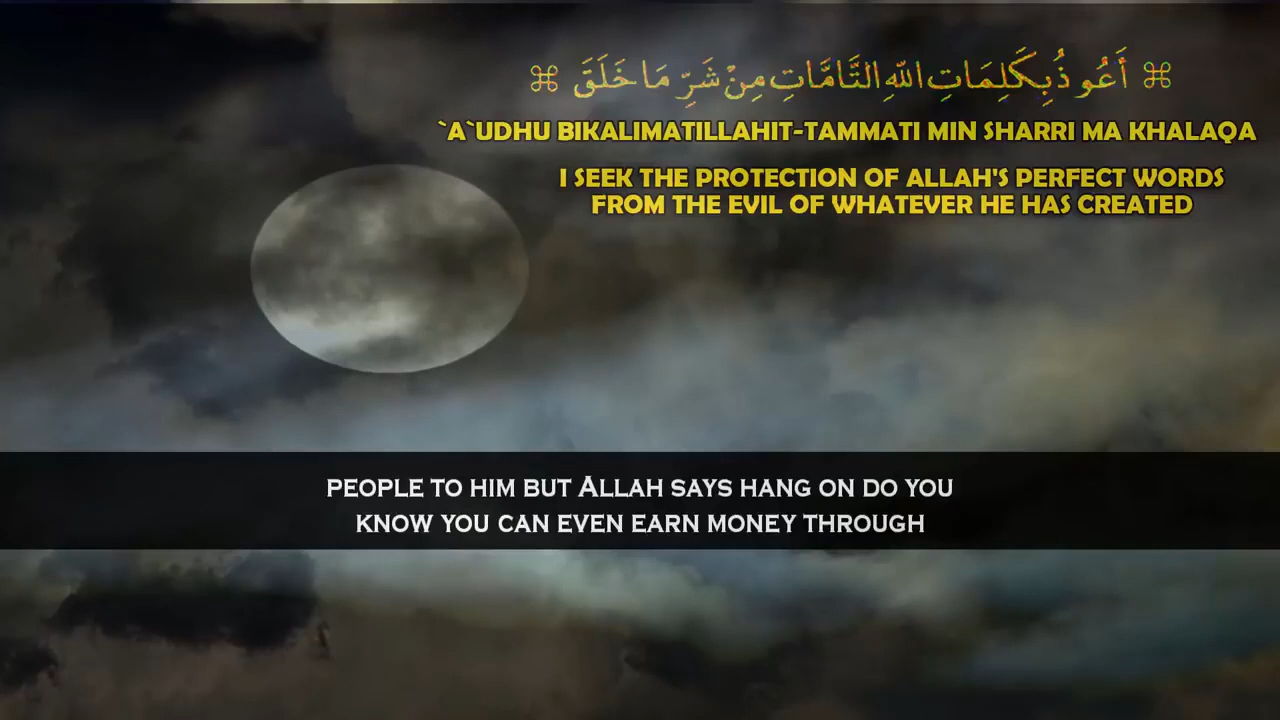 ⌘ أَعُوذُ بِكَلِمَاتِ اللّٰهِ التَّامَّاتِ مِنْ شَرِّ مَا خَلَقَ ⌘
`A`UDHU BIKALIMATILLAHIT-TAMMATI MIN SHARRI MA KHALAQA
I SEEK THE PROTECTION OF ALLAH'S PERFECT WORDS
FROM THE EVIL OF WHATEVER HE HAS CREATED
PEOPLE TO HIM BUT ALLAH SAYS HANG ON DO YOU
KNOW YOU CAN EVEN EARN MONEY THROUGH